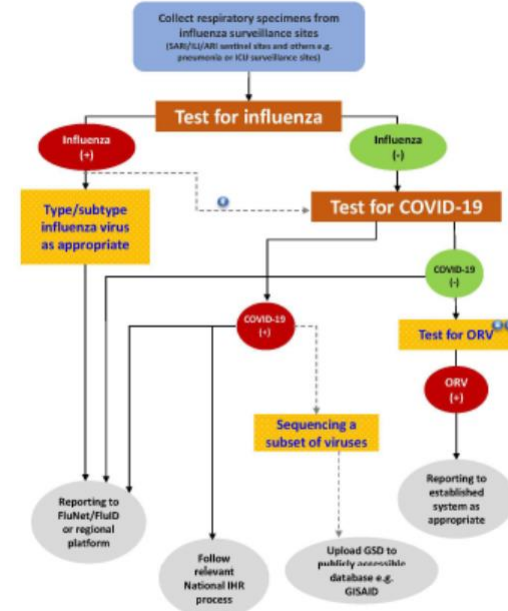 Collect respiratory specimens from
influenza surveillance sites
(SARI/ILI/ARI sentinel sites and others e.g.
pneumonia or ICU surveillance sites)
Test for influenza
Influenza
(+)
Influenza
(-)
Type/subtype
influenza virus
as appropriate
Test for COVID-19
COVID-19
(-)
COVID-19
(+)
Test for ORV
ORV
(+)
Sequencing a
subset of viruses
Reporting to
FluNet/FluID
or regional
platform
Reporting to
established
system as
appropriate
Follow
relevant
National IHR
process
Upload GSD to
publicly accessible
database e.g.
GISAID